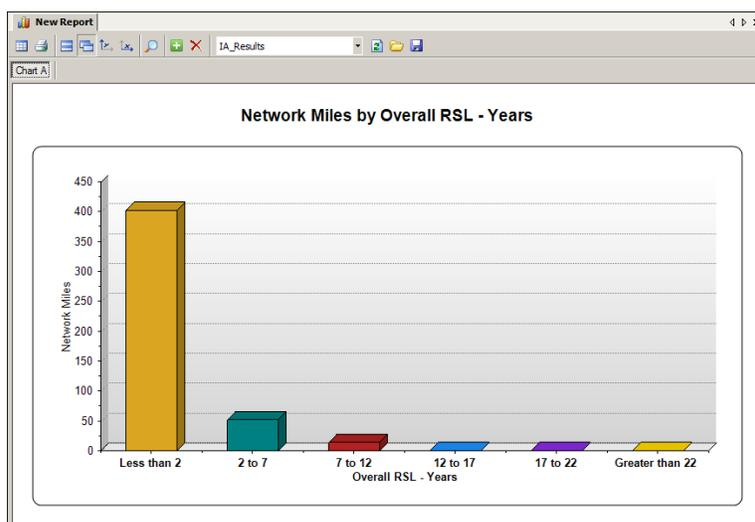 New Report
IA_Results
Chart A
Network Miles by Overall RSL - Years
Network Miles
450
400
350
300
250
200
150
100
50
0
Less than 2
2 to 7
7 to 12
12 to 17
17 to 22
Greater than 22
Overall RSL - Years